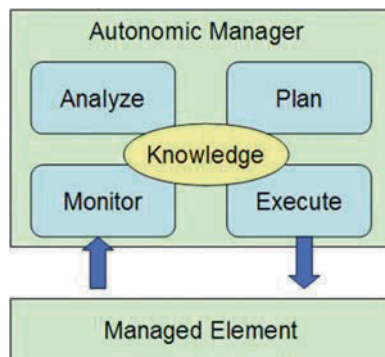 Autonomic Manager
Analyze
Plan
Knowledge
Monitor
Execute
Managed Element